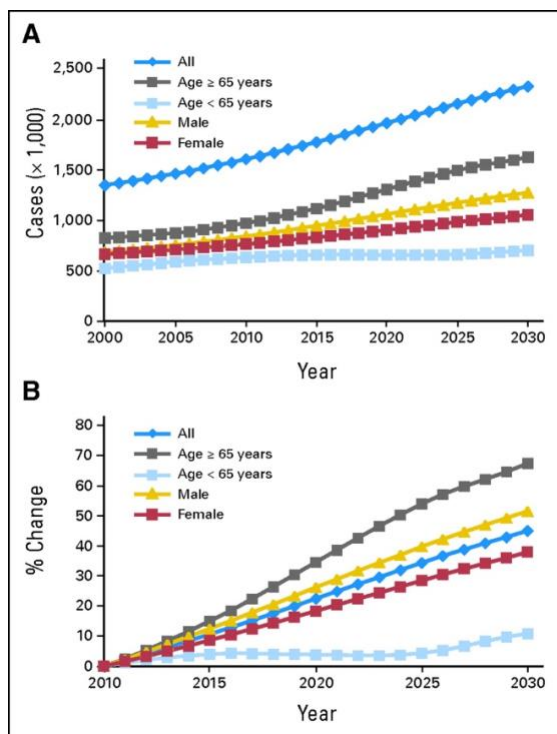 A
All
Age ≥ 65 years
Age < 65 years
Male
Female
Cases (× 1,000)
2,500
2,000
1,500
1,000
500
0
2000 2005 2010 2015 2020 2025 2030
Year
B
All
Age ≥ 65 years
Age < 65 years
Male
Female
% Change
80
70
60
50
40
30
20
10
0
2010 2015 2020 2025 2030
Year